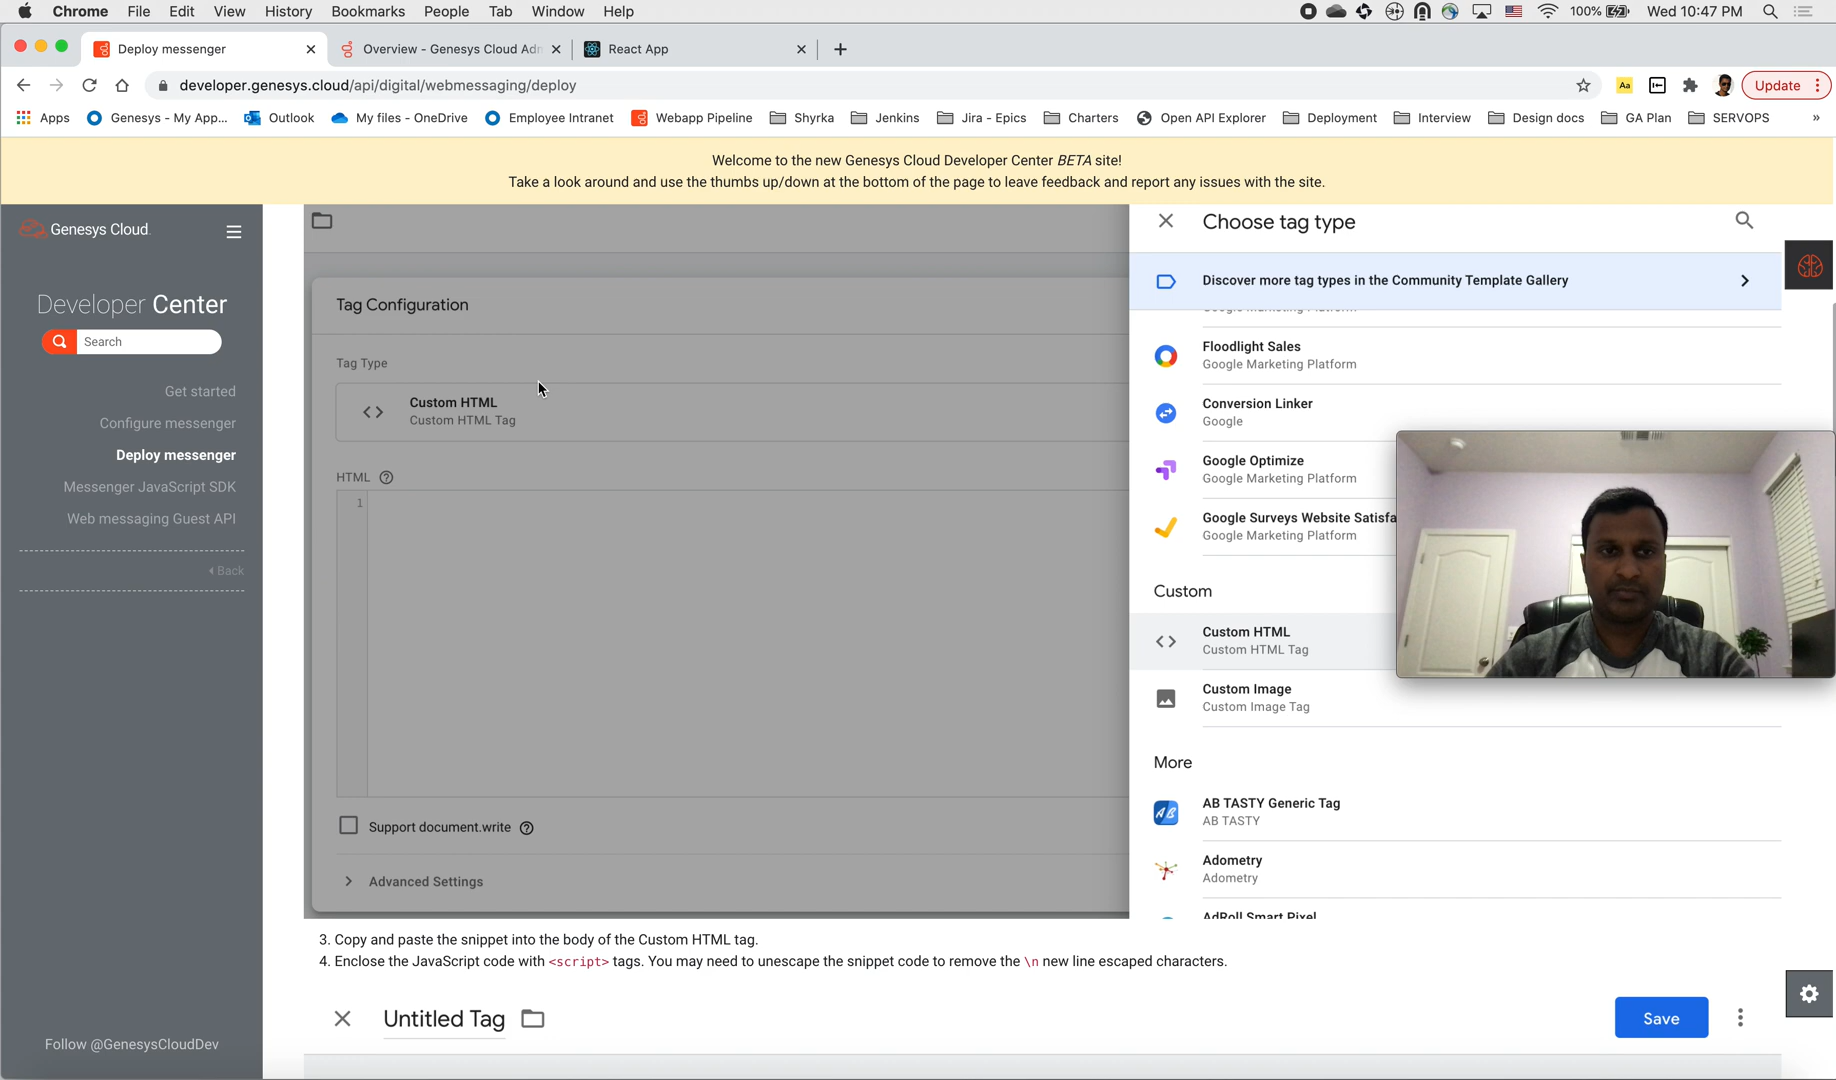 Chrome File Edit View History Bookmarks People Tab Window Help 100% Wed 10:47 PM
Deploy messenger Overview - Genesys Cloud Adn React App
developer.genesys.cloud/api/digital/webmessaging/deploy Aa Update
Apps Genesys - My App... Outlook My files - OneDrive Employee Intranet Webapp Pipeline Shyrka Jenkins Jira - Epics Charters Open API Explorer Deployment Interview Design docs GA Plan SERVOPS »
Welcome to the new Genesys Cloud Developer Center BETA site!
Take a look around and use the thumbs up/down at the bottom of the page to leave feedback and report any issues with the site.
Genesys Cloud
Developer Center
Search
Get started
Configure messenger
Deploy messenger
Messenger JavaScript SDK
Web messaging Guest API
Back
Follow @GenesysCloudDev
Tag Configuration
Tag Type
Custom HTML
Custom HTML Tag
HTML
1
Support document.write
Advanced Settings
Choose tag type
Discover more tag types in the Community Template Gallery
Google Marketing Platform
Floodlight Sales
Google Marketing Platform
Conversion Linker
Google
Google Optimize
Google Marketing Platform
Google Surveys Website Satisfa
Google Marketing Platform
Custom
Custom HTML
Custom HTML Tag
Custom Image
Custom Image Tag
More
AB TASTY Generic Tag
AB TASTY
Adometry
Adometry
AdRoll Smart Pixel
3. Copy and paste the snippet into the body of the Custom HTML tag.
4. Enclose the JavaScript code with <script> tags. You may need to unescape the snippet code to remove the \n new line escaped characters.
Untitled Tag
Save